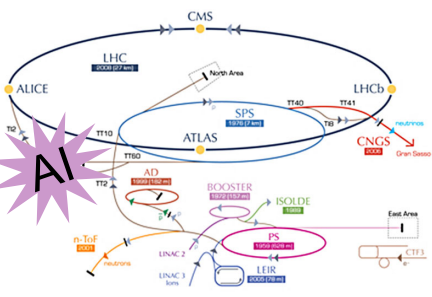 CMS
LHC
2008 (27 km)
North Area
ALICE
LHCb
TT40
TT41
SPS
1976 (7 km)
TI8
TI2
TT10
ATLAS
neutrinos
CNGS
2006
Gran Sasso
AI
TT60
AD
1999 (182 m)
TT2
BOOSTER
1972 (157 m)
ISOLDE
1989
East Area
n-ToF
2001
PS
1959 (628 m)
neutrons
LINAC 2
CTF3
e-
LINAC 3
Ions
LEIR
2005 (78 m)